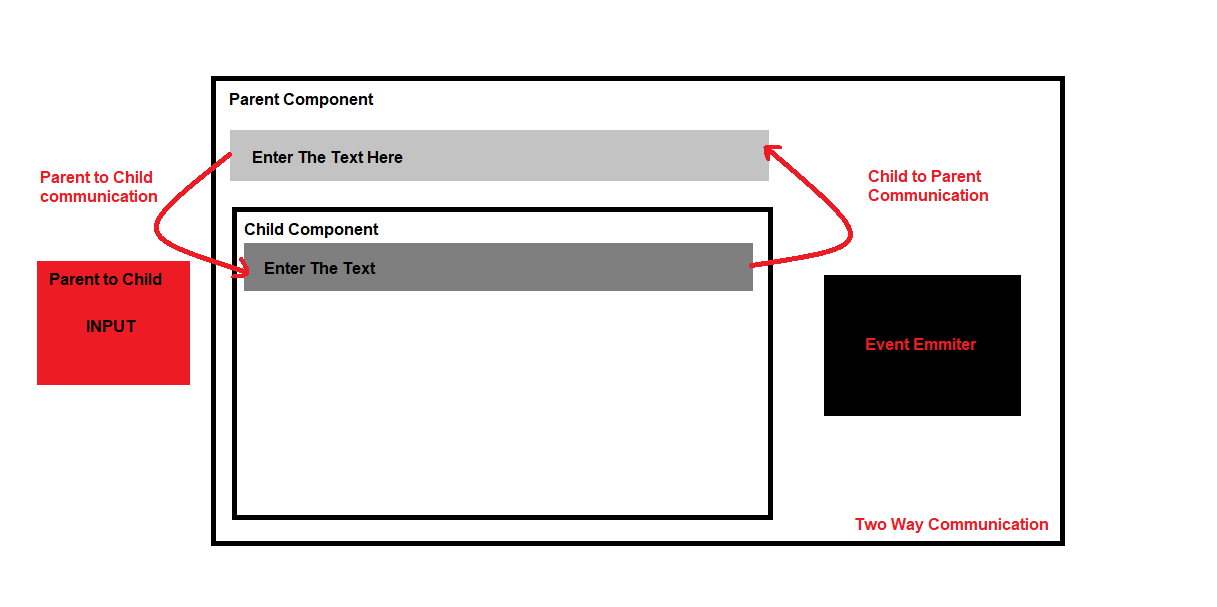 Parent Component
Enter The Text Here
Parent to Child
communication
Child to Parent
Communication
Child Component
Enter The Text
Parent to Child
INPUT
Event Emmiter
Two Way Communication